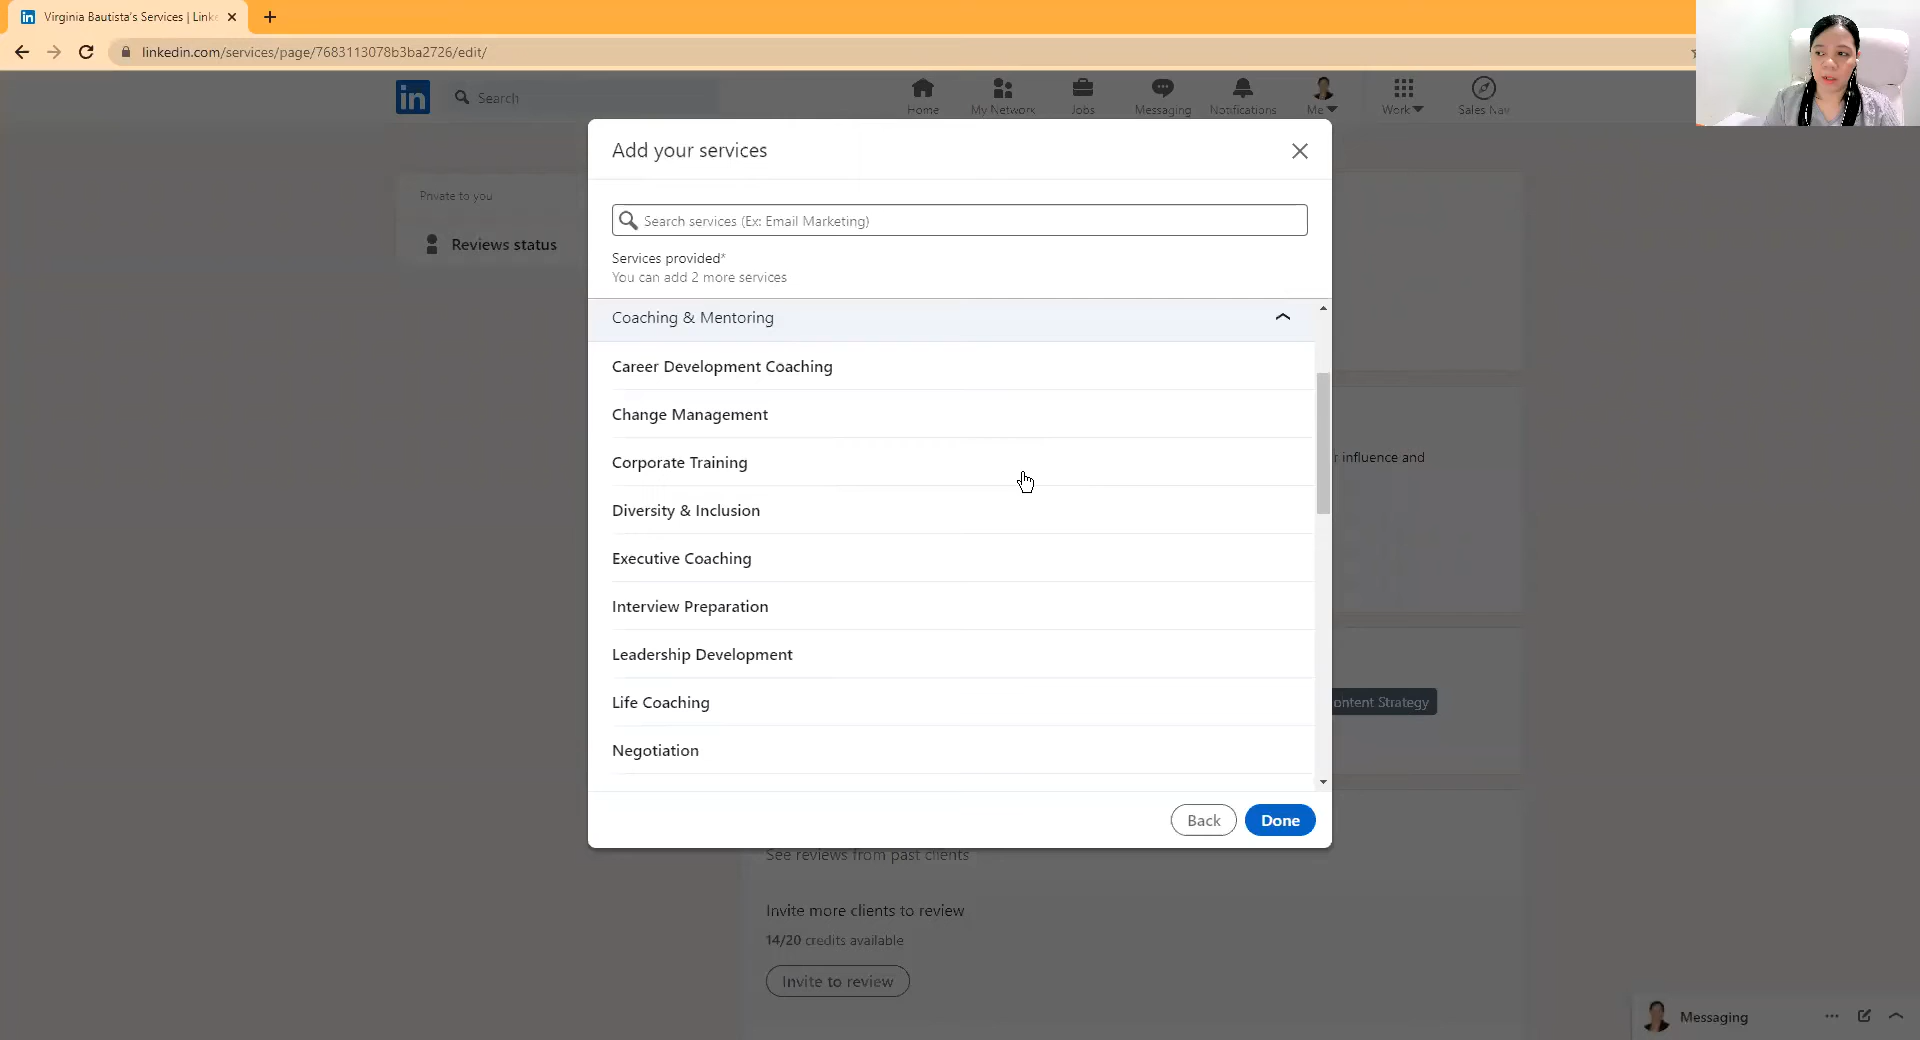 Virginia Bautista's Services | Link
linkedin.com/services/page/7683113078b3ba2726/edit/
in
Search
Home
My Network
Jobs
Messaging
Notifications
Me
Work
Sales Nav
Add your services
Private to you
Reviews status
Search services (Ex: Email Marketing)
Services provided*
You can add 2 more services
Coaching & Mentoring
Career Development Coaching
Change Management
Corporate Training
influence and
Diversity & Inclusion
Executive Coaching
Interview Preparation
Leadership Development
Life Coaching
ontent Strategy
Negotiation
Back
Done
See reviews from past clients
Invite more clients to review
14/20 credits available
Invite to review
Messaging